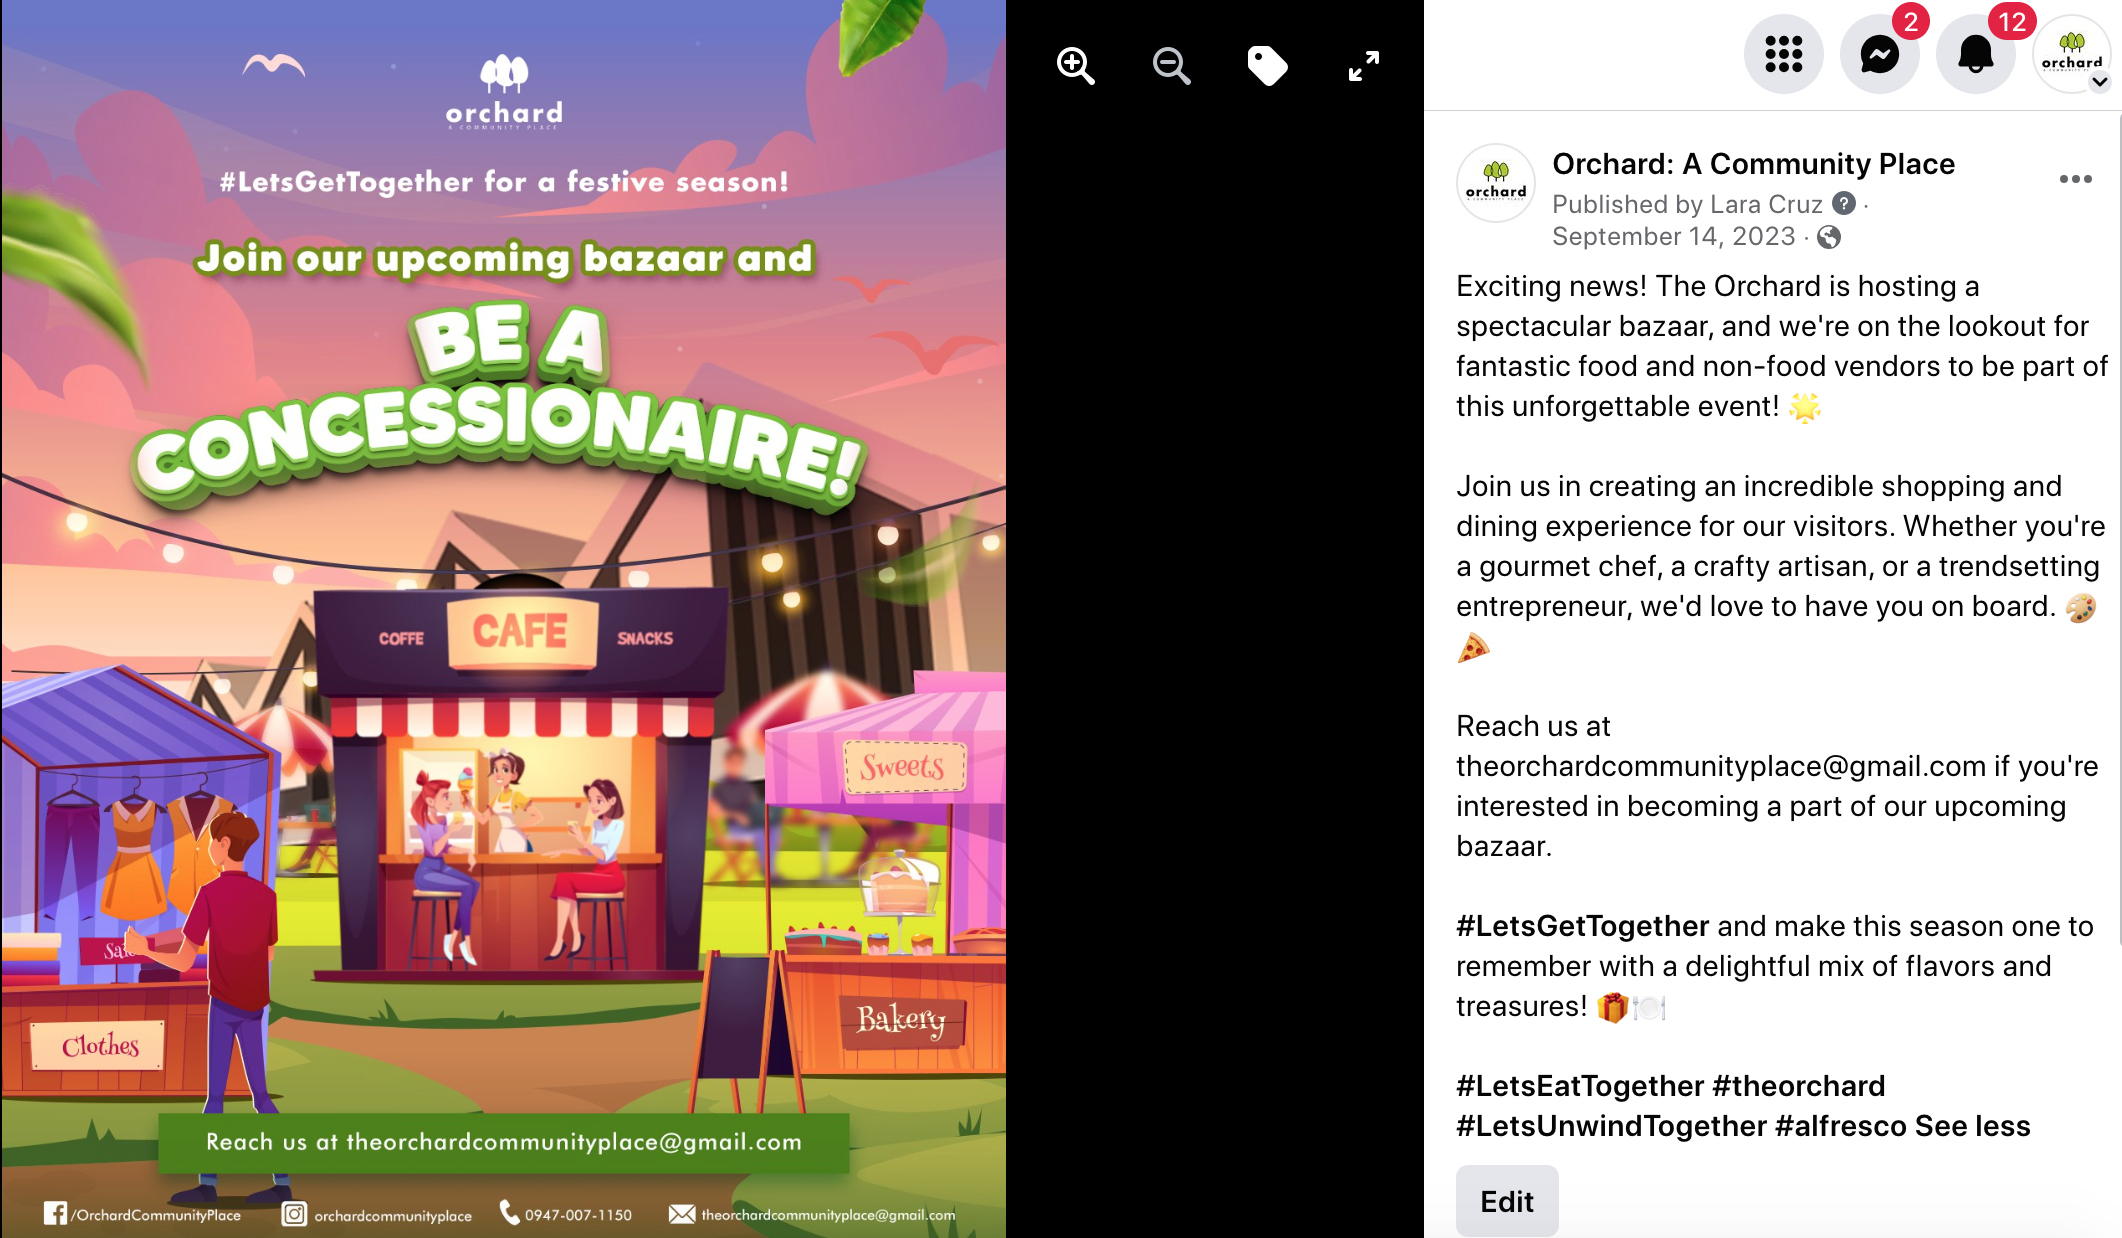 orchard
A COMMUNITY PLACE
#LetsGetTogether for a festive season!
Join our upcoming bazaar and
BE A
CONCESSIONAIRE!
COFFE
CAFE
SNACKS
Sweets
Sale
Clothes
Bakery
Reach us at theorchardcommunityplace@gmail.com
/OrchardCommunityPlace
orchardcommunityplace
0947-007-1150
theorchardcommunityplace@gmail.com
2
12
orchard
orchard
Orchard: A Community Place
Published by Lara Cruz ·
September 14, 2023 ·
Exciting news! The Orchard is hosting a
spectacular bazaar, and we're on the lookout for
fantastic food and non-food vendors to be part of
this unforgettable event! 🌟
Join us in creating an incredible shopping and
dining experience for our visitors. Whether you're
a gourmet chef, a crafty artisan, or a trendsetting
entrepreneur, we'd love to have you on board. 🎨
🍕
Reach us at
theorchardcommunityplace@gmail.com if you're
interested in becoming a part of our upcoming
bazaar.
#LetsGetTogether and make this season one to
remember with a delightful mix of flavors and
treasures! 🎁🍽️
#LetsEatTogether #theorchard
#LetsUnwindTogether #alfresco See less
Edit